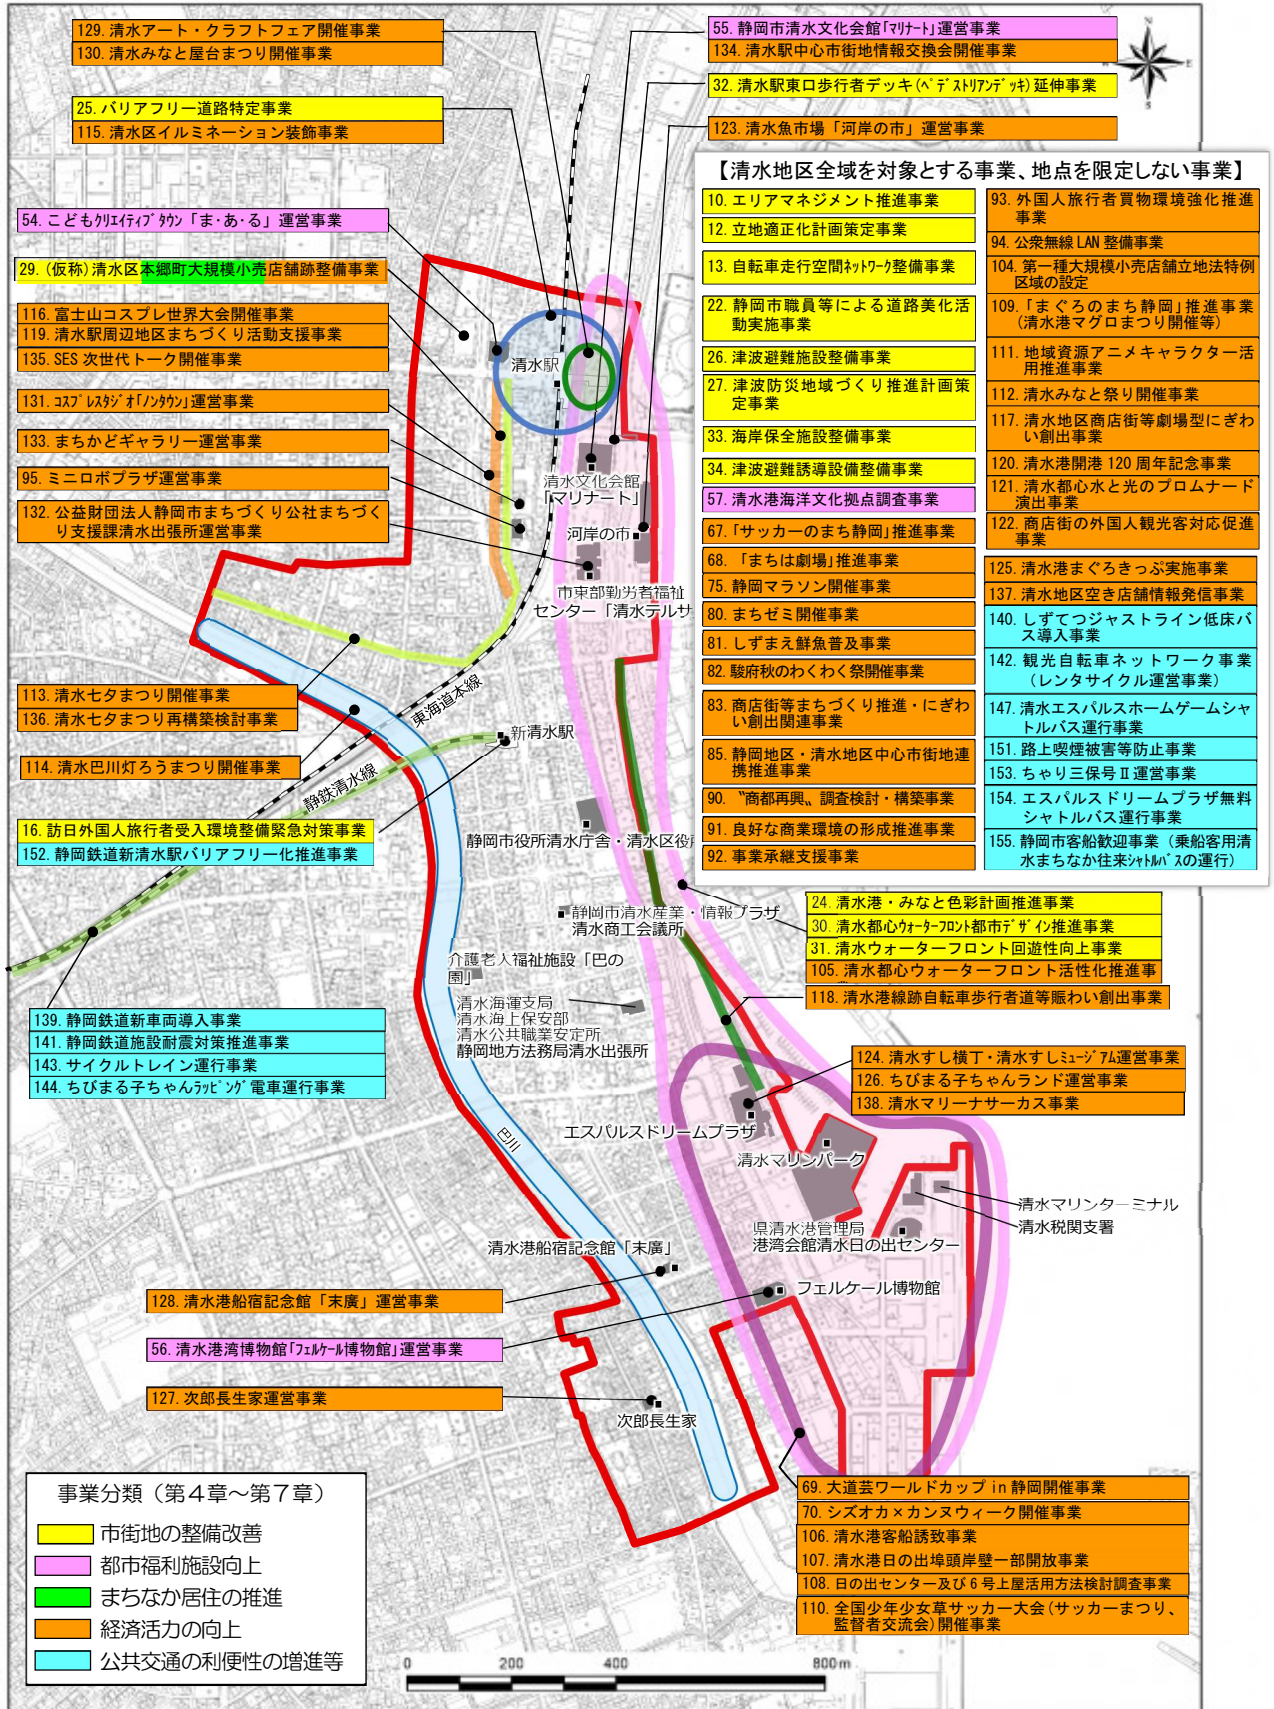 129. 清水アート・クラフトフェア開催事業
130. 清水みなと屋台まつり開催事業
25. バリアフリー道路特定事業
115. 清水区イルミネーション装飾事業
54. こどもｸﾘｴｲﾃｨﾌﾞﾀｳﾝ「ま・あ・る」運営事業
29. (仮称)清水区本郷町大規模小売店舗跡整備事業
116. 富士山コスプレ世界大会開催事業
119. 清水駅周辺地区まちづくり活動支援事業
135. SES 次世代トーク開催事業
131. ｺｽﾌﾟﾚｽﾀｼﾞｵ｢ﾉﾝﾀｳﾝ｣運営事業
133. まちかどギャラリー運営事業
95. ミニロボプラザ運営事業
132. 公益財団法人静岡市まちづくり公社まちづく
り支援課清水出張所運営事業
113. 清水七夕まつり開催事業
136. 清水七夕まつり再構築検討事業
114. 清水巴川灯ろうまつり開催事業
16. 訪日外国人旅行者受入環境整備緊急対策事業
152. 静岡鉄道新清水駅バリアフリー化推進事業
139. 静岡鉄道新車両導入事業
141. 静岡鉄道施設耐震対策推進事業
143. サイクルトレイン運行事業
144. ちびまる子ちゃんﾗｯﾋﾟﾝｸﾞ電車運行事業
128. 清水港船宿記念館「末廣」運営事業
56. 清水港湾博物館｢ﾌｪﾙｹｰﾙ博物館｣運営事業
127. 次郎長生家運営事業
55. 静岡市清水文化会館｢ﾏﾘﾅｰﾄ｣運営事業
134. 清水駅中心市街地情報交換会開催事業
32. 清水駅東口歩行者デッキ(ﾍﾟﾃﾞｽﾄﾘｱﾝﾃﾞｯｷ)延伸事業
123. 清水魚市場「河岸の市」運営事業
N
E
S
W
【清水地区全域を対象とする事業、地点を限定しない事業】
10. エリアマネジメント推進事業
12. 立地適正化計画策定事業
13. 自転車走行空間ﾈｯﾄﾜｰｸ整備事業
22. 静岡市職員等による道路美化活
動実施事業
26. 津波避難施設整備事業
27. 津波防災地域づくり推進計画策
定事業
33. 海岸保全施設整備事業
34. 津波避難誘導設備整備事業
57. 清水港海洋文化拠点調査事業
67. 「サッカーのまち静岡」推進事業
68. 「まちは劇場」推進事業
75. 静岡マラソン開催事業
80. まちゼミ開催事業
81. しずまえ鮮魚普及事業
82. 駿府秋のわくわく祭開催事業
83. 商店街等まちづくり推進・にぎわ
い創出関連事業
85. 静岡地区・清水地区中心市街地連
携推進事業
90. 〝商都再興〟調査検討・構築事業
91. 良好な商業環境の形成推進事業
92. 事業承継支援事業
93. 外国人旅行者買物環境強化推進
事業
94. 公衆無線 LAN 整備事業
104. 第一種大規模小売店舗立地法特例
区域の設定
109. 「まぐろのまち静岡」推進事業
(清水港マグロまつり開催等)
111. 地域資源アニメキャラクター活
用推進事業
112. 清水みなと祭り開催事業
117. 清水地区商店街等劇場型にぎわ
い創出事業
120. 清水港開港 120 周年記念事業
121. 清水都心水と光のプロムナード
演出事業
122. 商店街の外国人観光客対応促進
事業
125. 清水港まぐろきっぷ実施事業
137. 清水地区空き店舗情報発信事業
140. しずてつジャストライン低床バ
ス導入事業
142. 観光自転車ネットワーク事業
（レンタサイクル運営事業）
147. 清水エスパルスホームゲームシャ
トルバス運行事業
151. 路上喫煙被害等防止事業
153. ちゃり三保号Ⅱ運営事業
154. エスパルスドリームプラザ無料
シャトルバス運行事業
155. 静岡市客船歓迎事業（乗船客用清
水まちなか往来ｼｬﾄﾙﾊﾞｽの運行）
24. 清水港・みなと色彩計画推進事業
30. 清水都心ｳｫｰﾀｰﾌﾛﾝﾄ都市ﾃﾞｻﾞｲﾝ推進事業
31. 清水ウォーターフロント回遊性向上事業
105. 清水都心ウォーターフロント活性化推進事
118. 清水港線跡自転車歩行者道等賑わい創出事業
124. 清水すし横丁・清水すしﾐｭｰｼﾞｱﾑ運営事業
126. ちびまる子ちゃんランド運営事業
138. 清水マリーナサーカス事業
69. 大道芸ワールドカップ in 静岡開催事業
70. シズオカ×カンヌウィーク開催事業
106. 清水港客船誘致事業
107. 清水港日の出埠頭岸壁一部開放事業
108. 日の出センター及び 6 号上屋活用方法検討調査事業
110. 全国少年少女草サッカー大会(サッカーまつり、
監督者交流会)開催事業
清水駅
清水文化会館
「マリナート」
河岸の市
市東部勤労者福祉
センター「清水テルサ
東海道本線
新清水駅
静鉄清水線
静岡市役所清水庁舎・清水区役所
静岡市清水産業・情報プラザ
清水商工会議所
介護老人福祉施設「巴の
園」
清水海運支局
清水海上保安部
清水公共職業安定所
静岡地方法務局清水出張所
巴川
エスパルスドリームプラザ
清水マリンパーク
清水マリンターミナル
清水税関支署
県清水港管理局
港湾会館清水日の出センター
清水港船宿記念館「末廣」
フェルケール博物館
次郎長生家
事業分類（第４章～第７章）
市街地の整備改善
都市福利施設向上
まちなか居住の推進
経済活力の向上
公共交通の利便性の増進等
0 200 400 800m